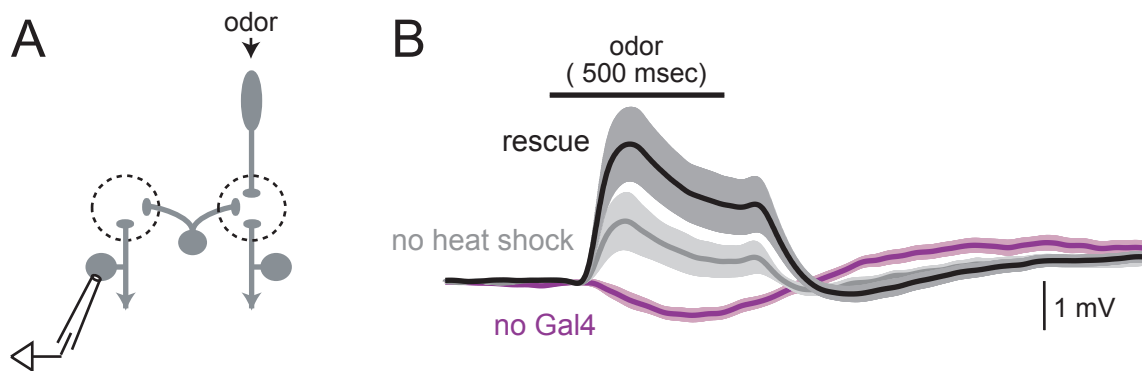 A
odor
B
odor
( 500 msec)
rescue
no heat shock
no Gal4
1 mV